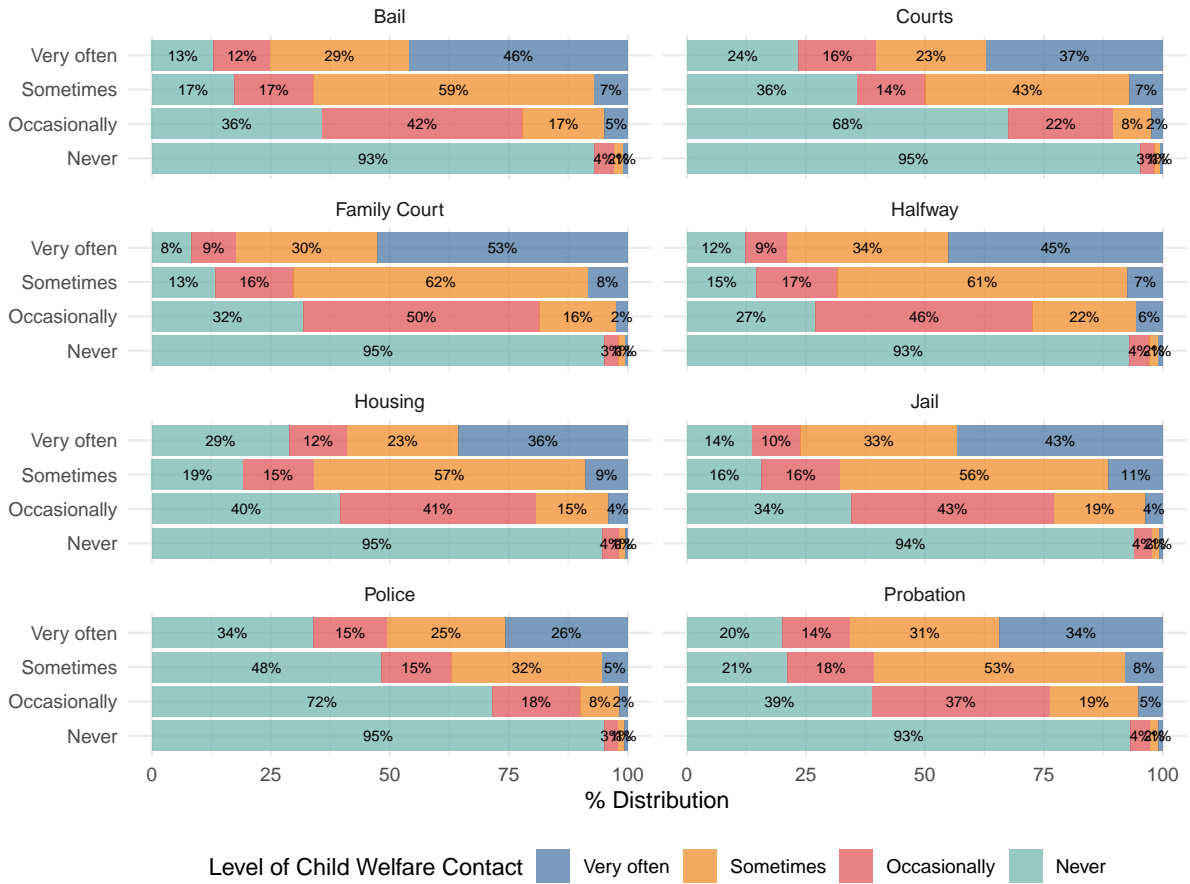 Bail Courts
Very often 13% 12% 29% 46% 24% 16% 23% 37%
Sometimes 17% 17% 59% 7% 36% 14% 43% 7%
Occasionally 36% 42% 17% 5% 68% 22% 8% 2%
Never 93% 4% 95% 3%
Family Court Halfway
Very often 8% 9% 30% 53% 12% 9% 34% 45%
Sometimes 13% 16% 62% 8% 15% 17% 61% 7%
Occasionally 32% 50% 16% 2% 27% 46% 22% 6%
Never 95% 3% 93% 4%
Housing Jail
Very often 29% 12% 23% 36% 14% 10% 33% 43%
Sometimes 19% 15% 57% 9% 16% 16% 56% 11%
Occasionally 40% 41% 15% 4% 34% 43% 19% 4%
Never 95% 4% 94% 4%
Police Probation
Very often 34% 15% 25% 26% 20% 14% 31% 34%
Sometimes 48% 15% 32% 5% 21% 18% 53% 8%
Occasionally 72% 18% 8% 2% 39% 37% 19% 5%
Never 95% 3% 93% 4%
0 25 50 75 100 0 25 50 75 100
% Distribution
Level of Child Welfare Contact Very often Sometimes Occasionally Never